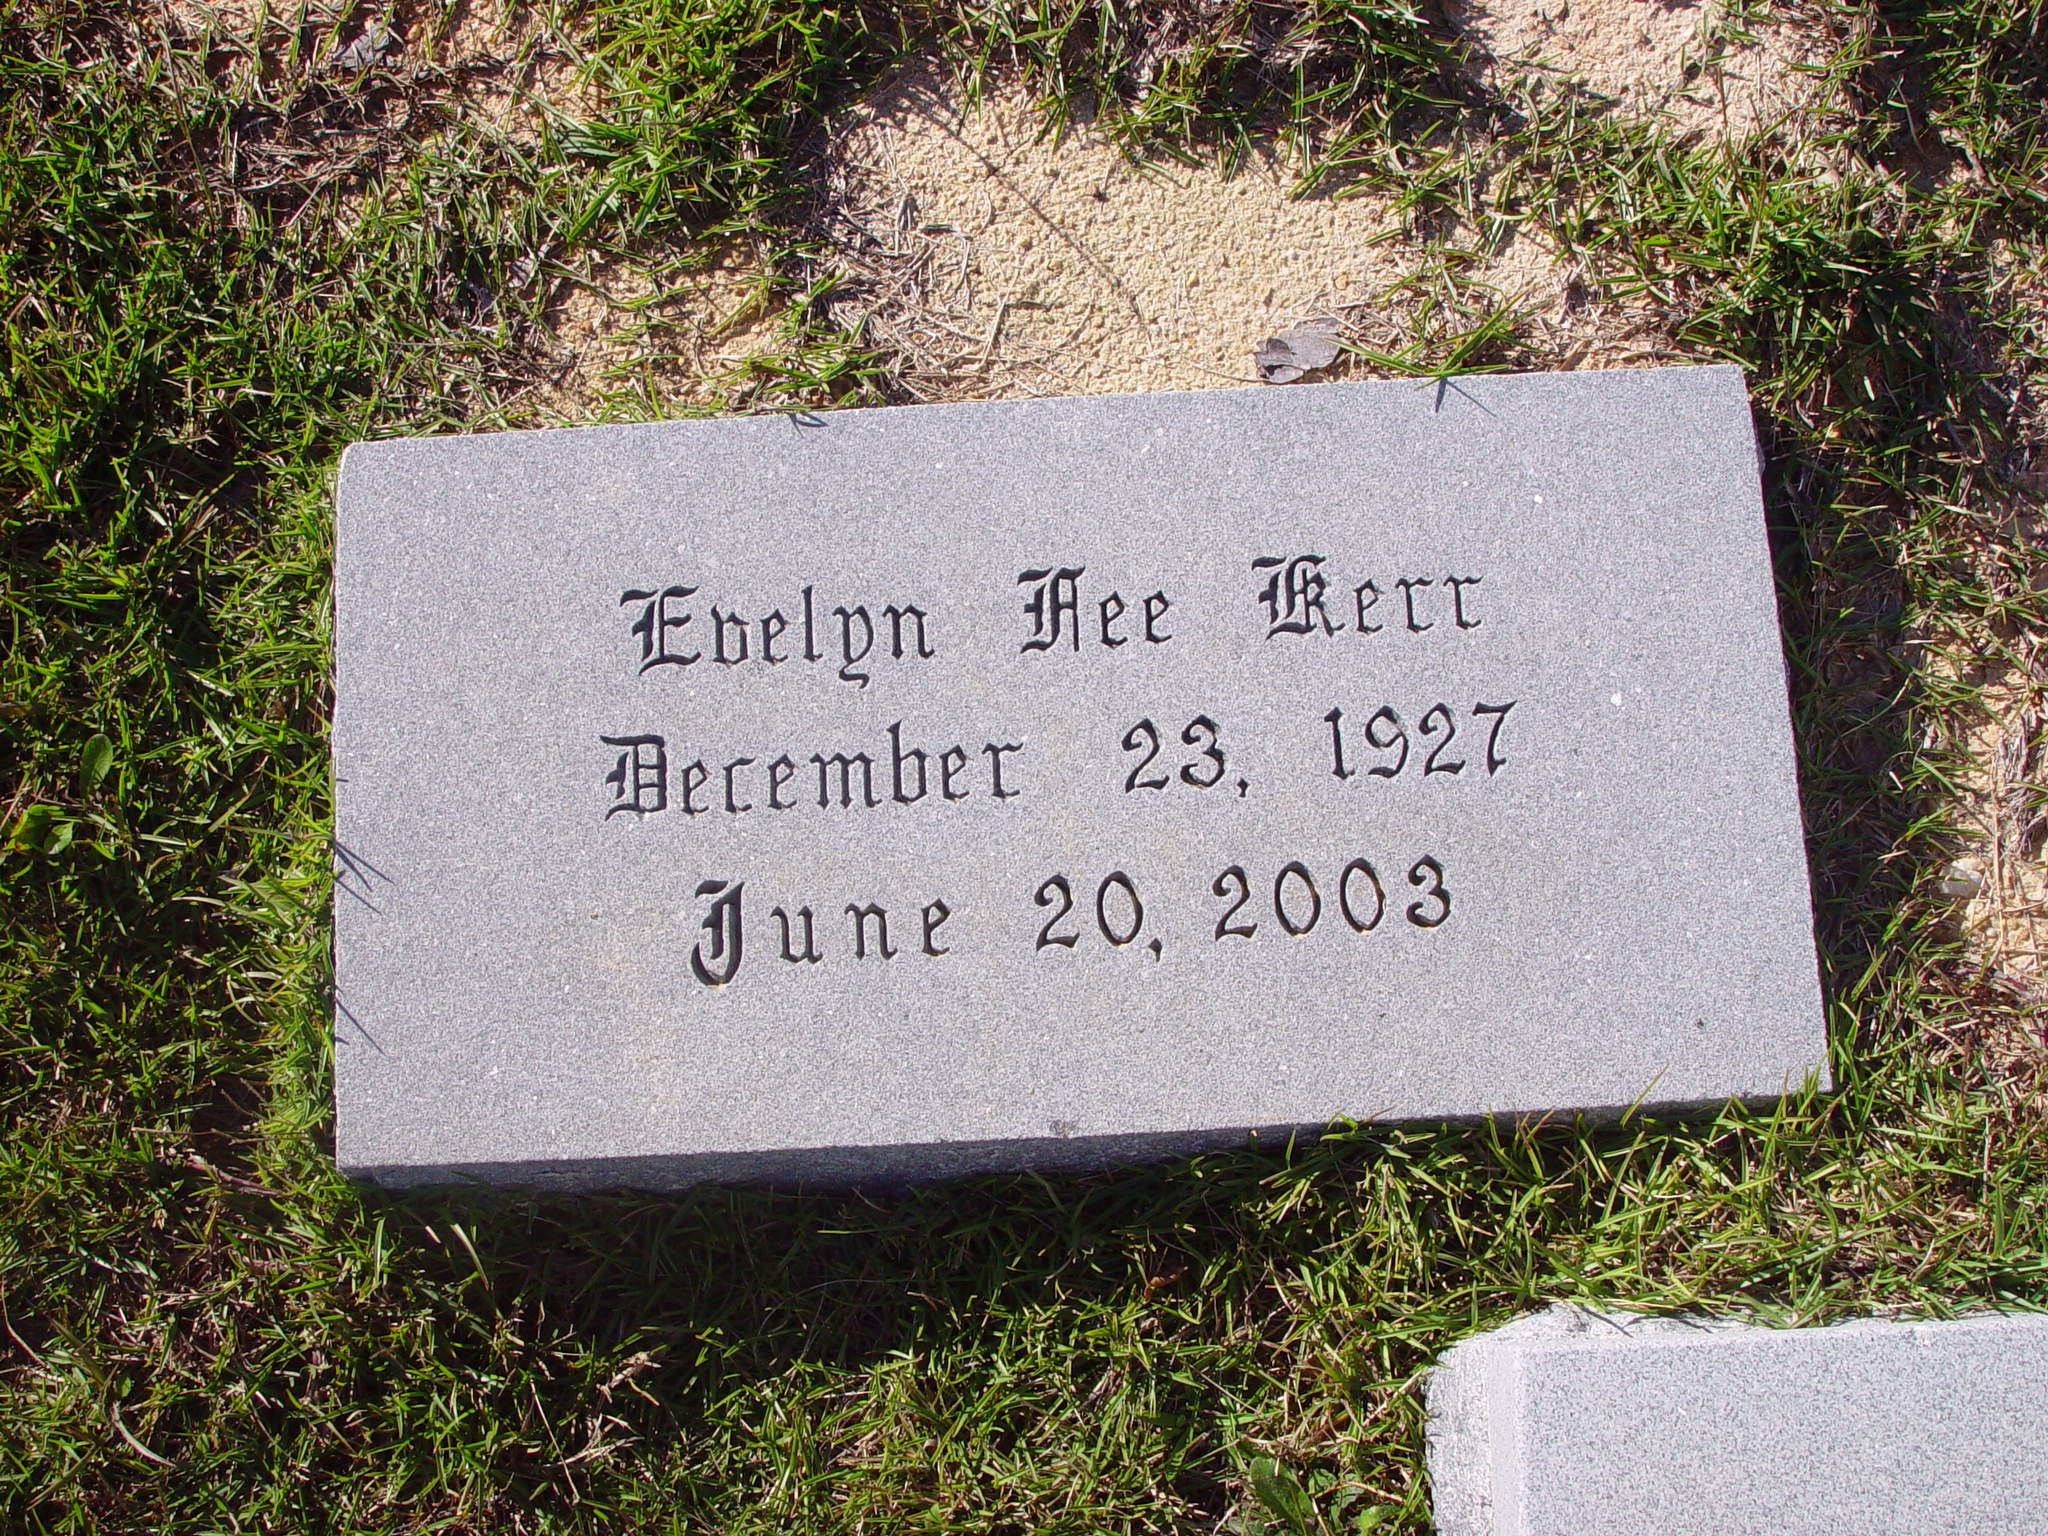 Evelyn Nee Kerr
December 23, 1927
June 20, 2003